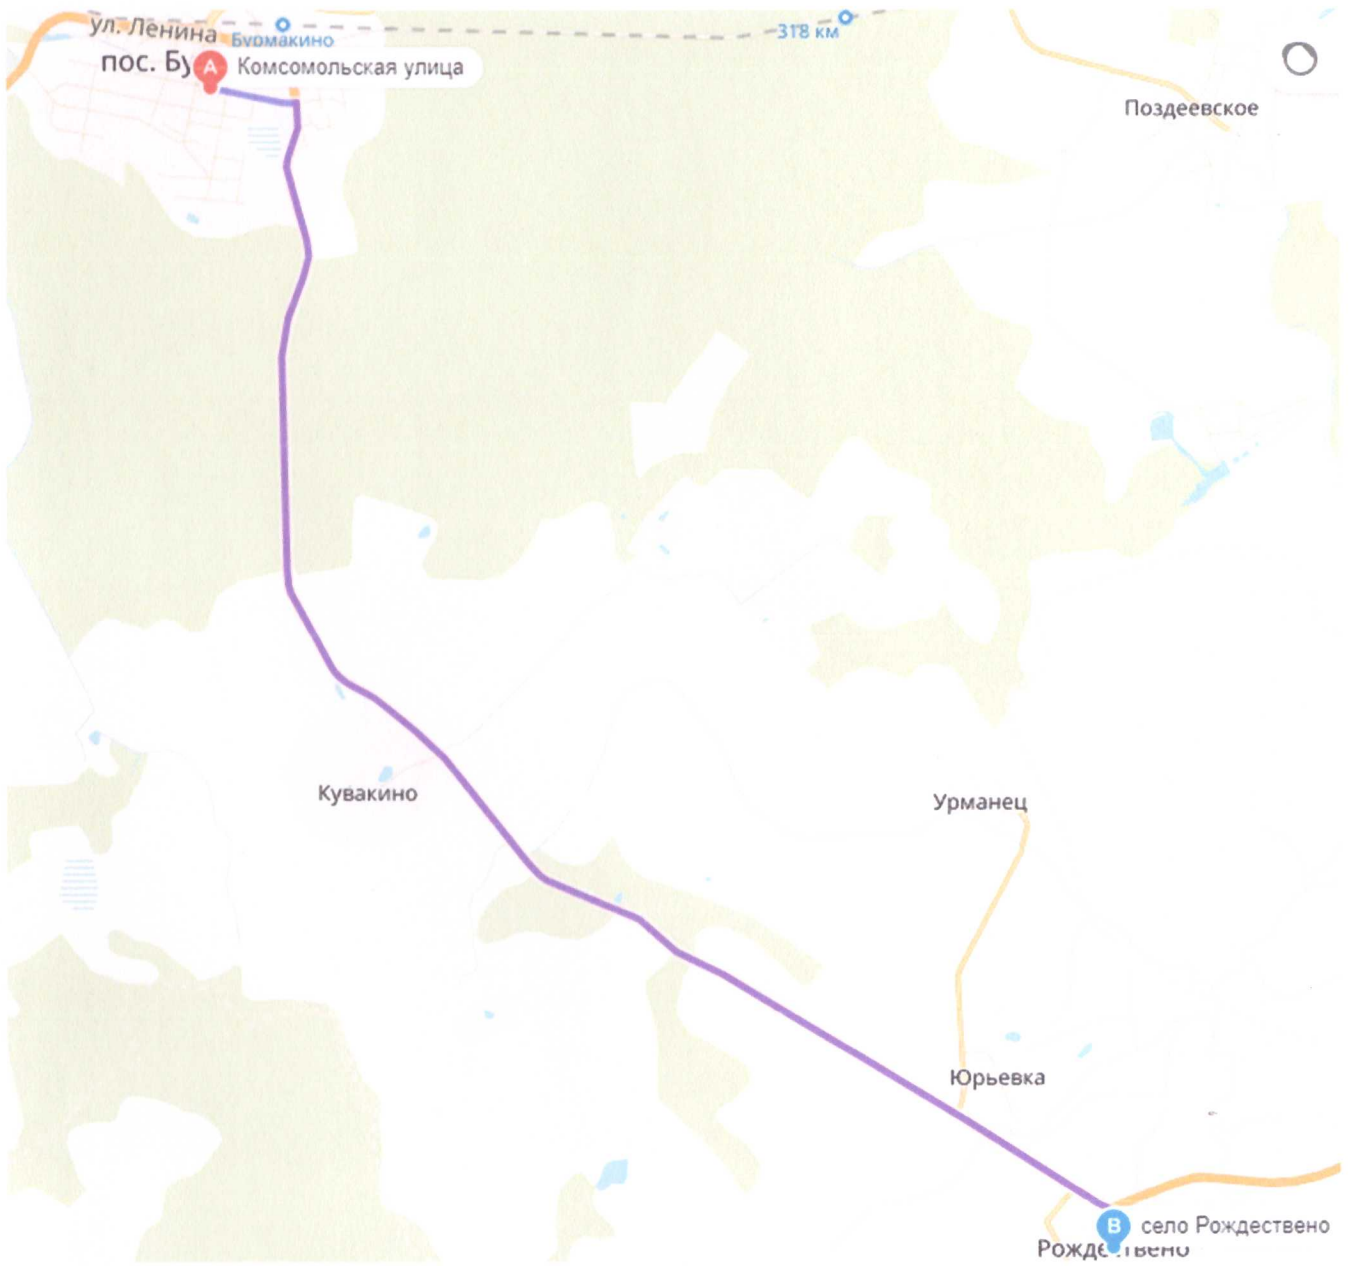 ул. Ленина
Бурмакино
318 км
пос. Бу
A
Комсомольская улица
Поздеевское
Кувакино
Урманец
Юрьевка
B
село Рождествено